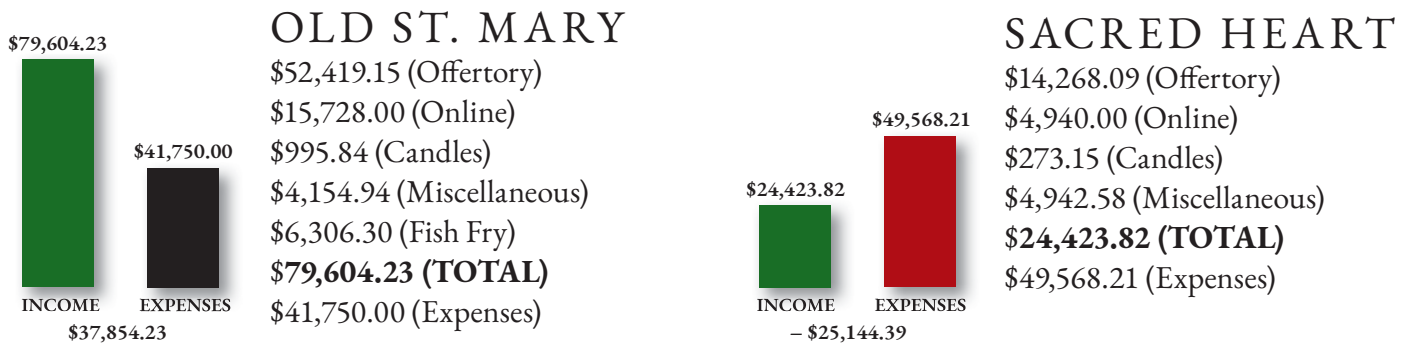 $79,604.23
$41,750.00
INCOME EXPENSES
$37,854.23
OLD ST. MARY
$52,419.15 (Offertory)
$15,728.00 (Online)
$995.84 (Candles)
$4,154.94 (Miscellaneous)
$6,306.30 (Fish Fry)
$79,604.23 (TOTAL)
$41,750.00 (Expenses)
$49,568.21
$24,423.82
INCOME EXPENSES
– $25,144.39
SACRED HEART
$14,268.09 (Offertory)
$4,940.00 (Online)
$273.15 (Candles)
$4,942.58 (Miscellaneous)
$24,423.82 (TOTAL)
$49,568.21 (Expenses)